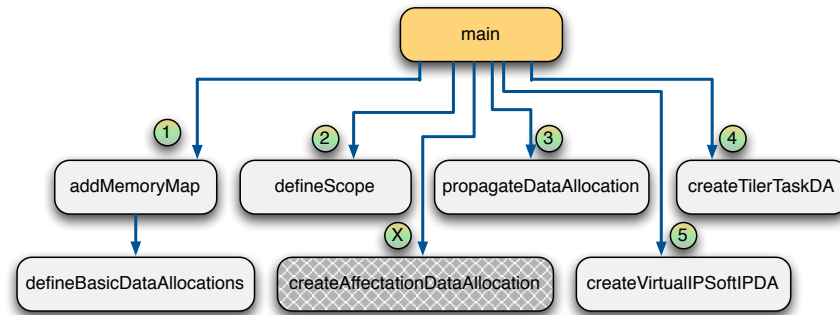 main
1
2
3
4
addMemoryMap
defineScope
propagateDataAllocation
createTilerTaskDA
X
5
defineBasicDataAllocations
createAffectationDataAllocation
createVirtualIPSoftIPDA